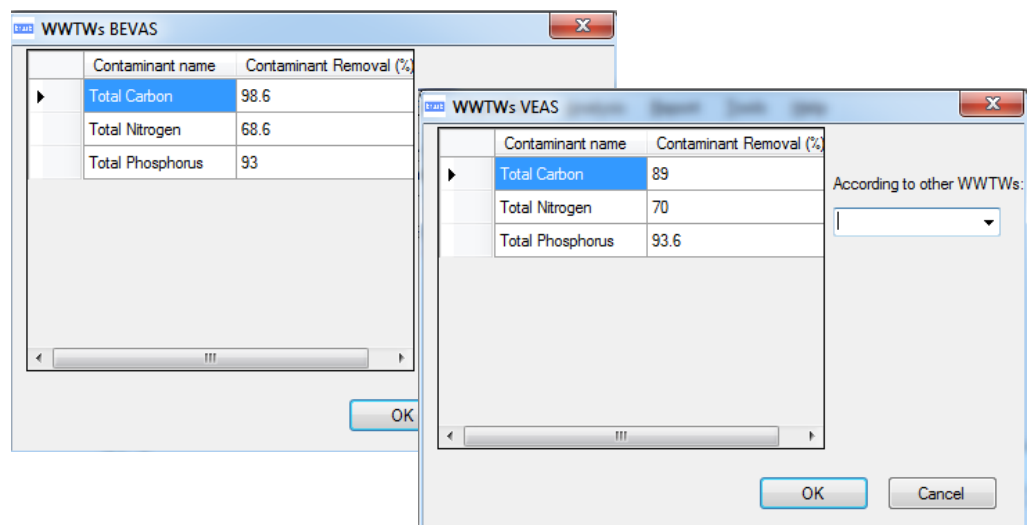 WWTWs BEVAS
Contaminant name Contaminant Removal (%)
Total Carbon 98.6
Total Nitrogen 68.6
Total Phosphorus 93
OK
WWTWs VEAS
Contaminant name Contaminant Removal (%)
Total Carbon 89
Total Nitrogen 70
Total Phosphorus 93.6
According to other WWTWs:
OK Cancel